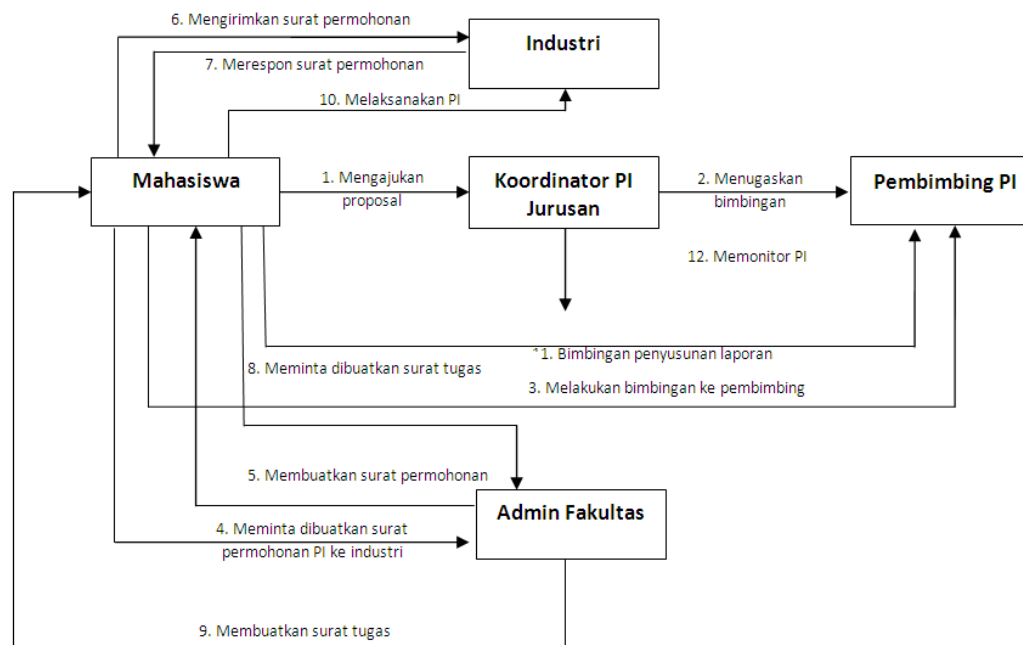 6. Mengirimkan surat permohonan
Industri
7. Merespon surat permohonan
10. Melaksanakan PI
Mahasiswa
1. Mengajukan
proposal
Koordinator PI
Jurusan
2. Menugaskan
bimbingan
Pembimbing PI
12. Memonitor PI
11. Bimbingan penyusunan laporan
8. Meminta dibuatkan surat tugas
3. Melakukan bimbingan ke pembimbing
5. Membuatkan surat permohonan
Admin Fakultas
4. Meminta dibuatkan surat
permohonan PI ke industri
9. Membuatkan surat tugas